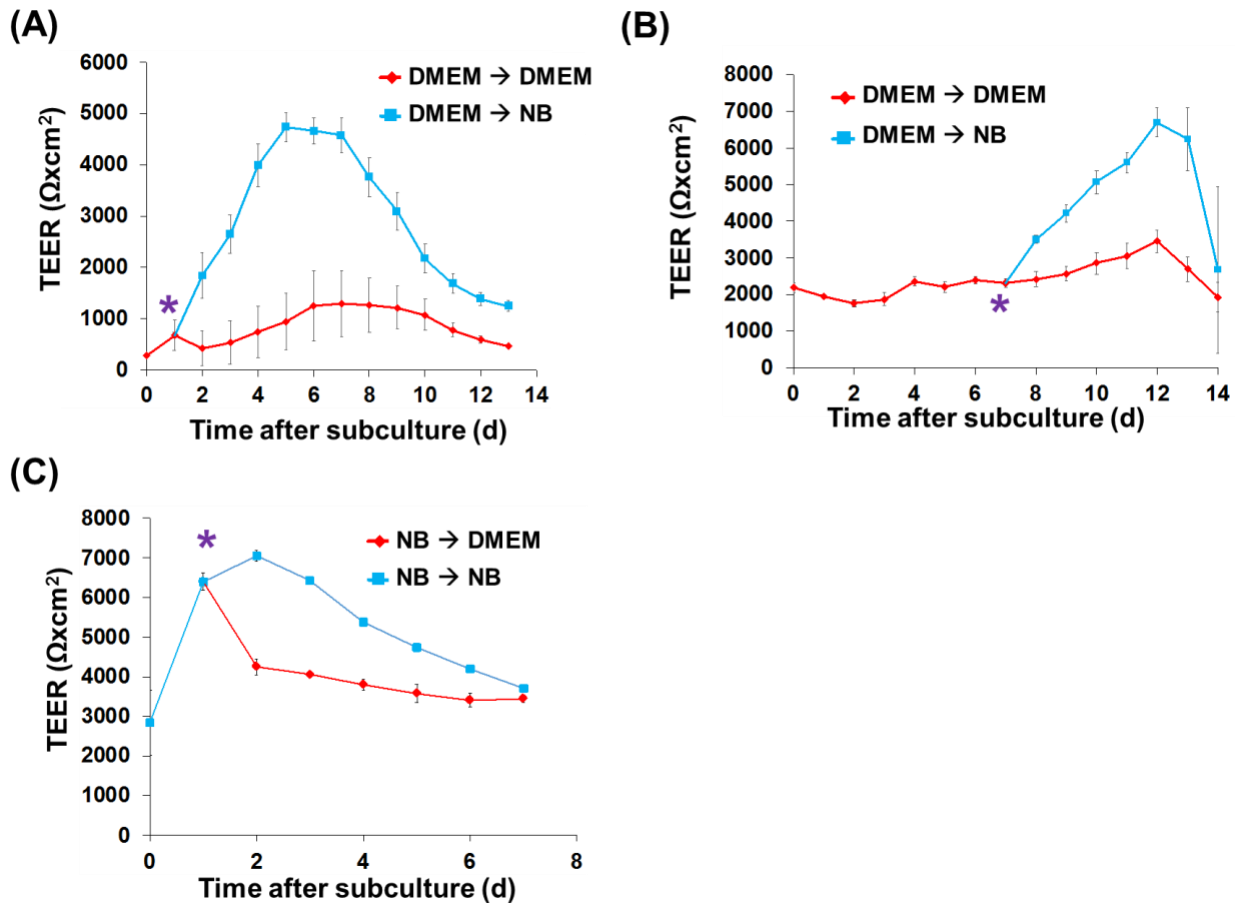 (A)
6000
5000
4000
3000
2000
1000
0
TEER (Ωxcm²)
DMEM → DMEM
DMEM → NB
*
0 2 4 6 8 10 12 14
Time after subculture (d)
(B)
8000
7000
6000
5000
4000
3000
2000
1000
0
TEER (Ωxcm²)
DMEM → DMEM
DMEM → NB
*
0 2 4 6 8 10 12 14
Time after subculture (d)
(C)
8000
7000
6000
5000
4000
3000
2000
1000
0
TEER (Ωxcm²)
*
NB → DMEM
NB → NB
0 2 4 6 8
Time after subculture (d)